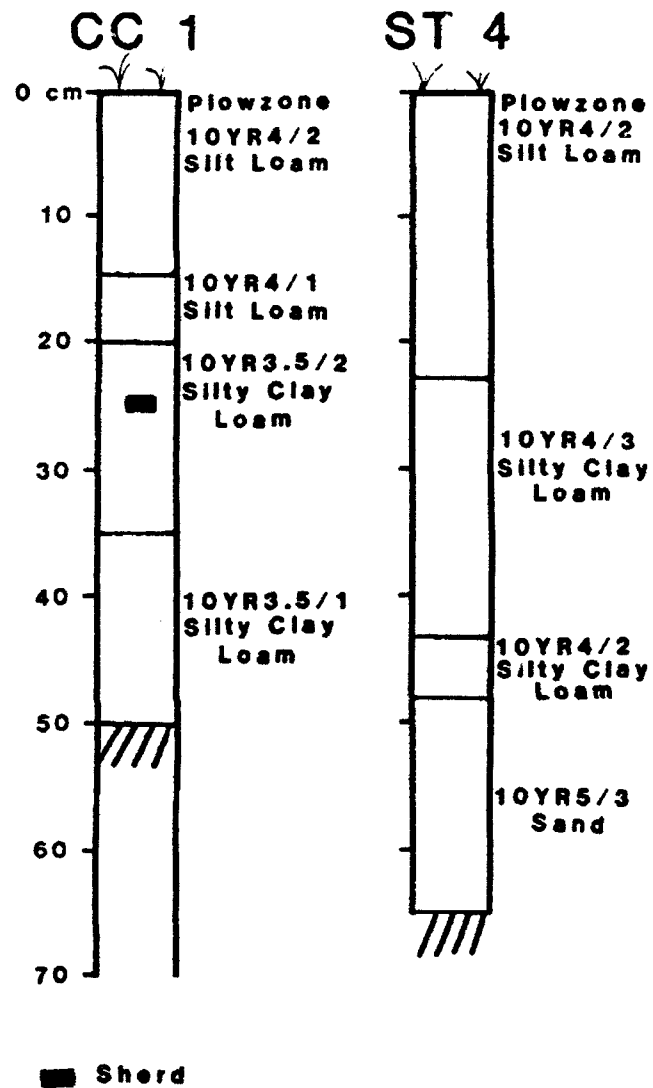 CC 1
0 cm
Plowzone
10YR4/2
Silt Loam
10
10YR4/1
Silt Loam
20
10YR3.5/2
Silty Clay
Loam
30
40
10YR3.5/1
Silty Clay
Loam
50
60
70
ST 4
Plowzone
10YR4/2
Silt Loam
10YR4/3
Silty Clay
Loam
10YR4/2
Silty Clay
Loam
10YR5/3
Sand
Sherd